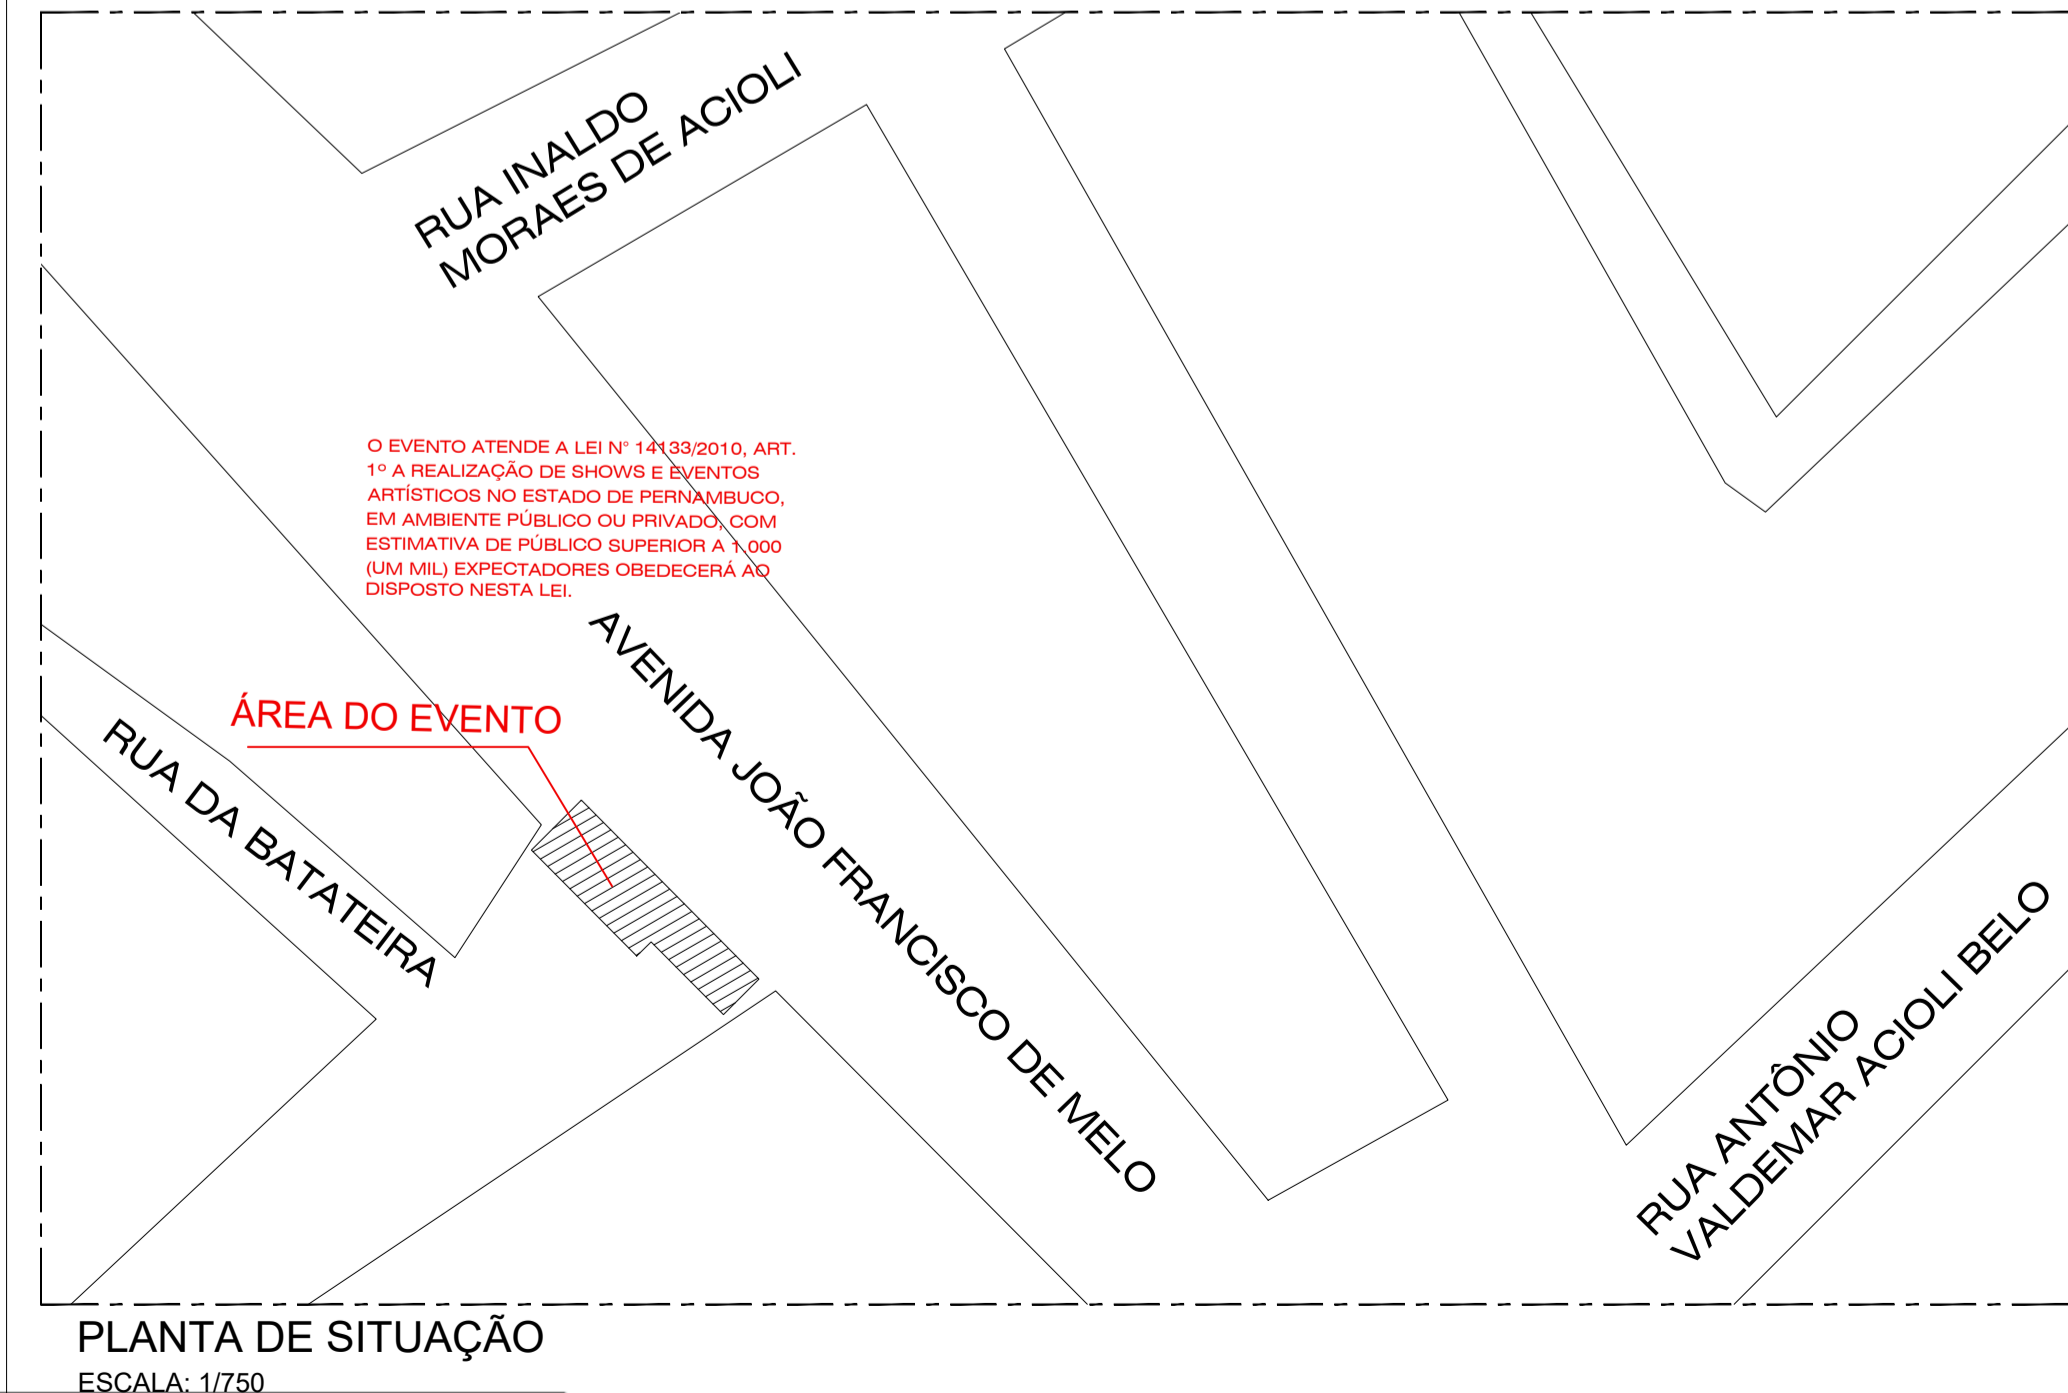 RUA INALDO
MORAES DE ACIOLI
O EVENTO ATENDE A LEI N° 14133/2010, ART.
1º A REALIZAÇÃO DE SHOWS E EVENTOS
ARTÍSTICOS NO ESTADO DE PERNAMBUCO,
EM AMBIENTE PÚBLICO OU PRIVADO, COM
ESTIMATIVA DE PÚBLICO SUPERIOR A 1.000
(UM MIL) EXPECTADORES OBEDECERÁ AO
DISPOSTO NESTA LEI.
AVENIDA JOÃO FRANCISCO DE MELO
ÁREA DO EVENTO
RUA DA BATATEIRA
RUA ANTÔNIO
VALDEMAR ACIOLI BELO
PLANTA DE SITUAÇÃO
ESCALA: 1/750